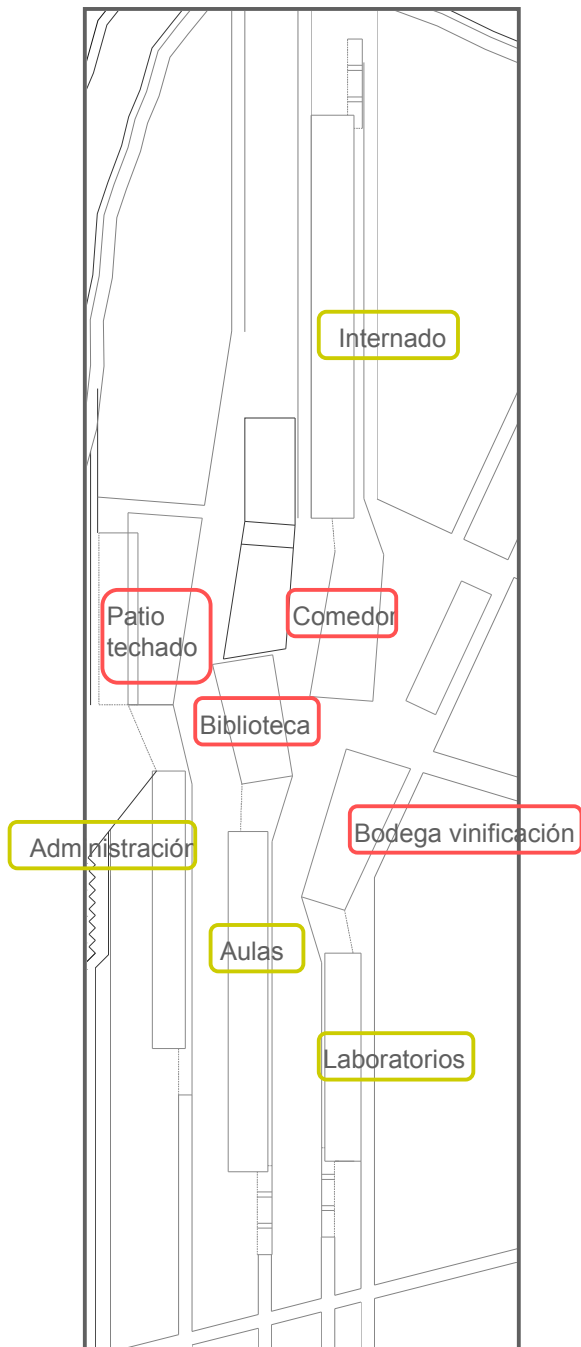 Internado
Patio
techado
Comedor
Biblioteca
Bodega vinificación
Administración
Aulas
Laboratorios